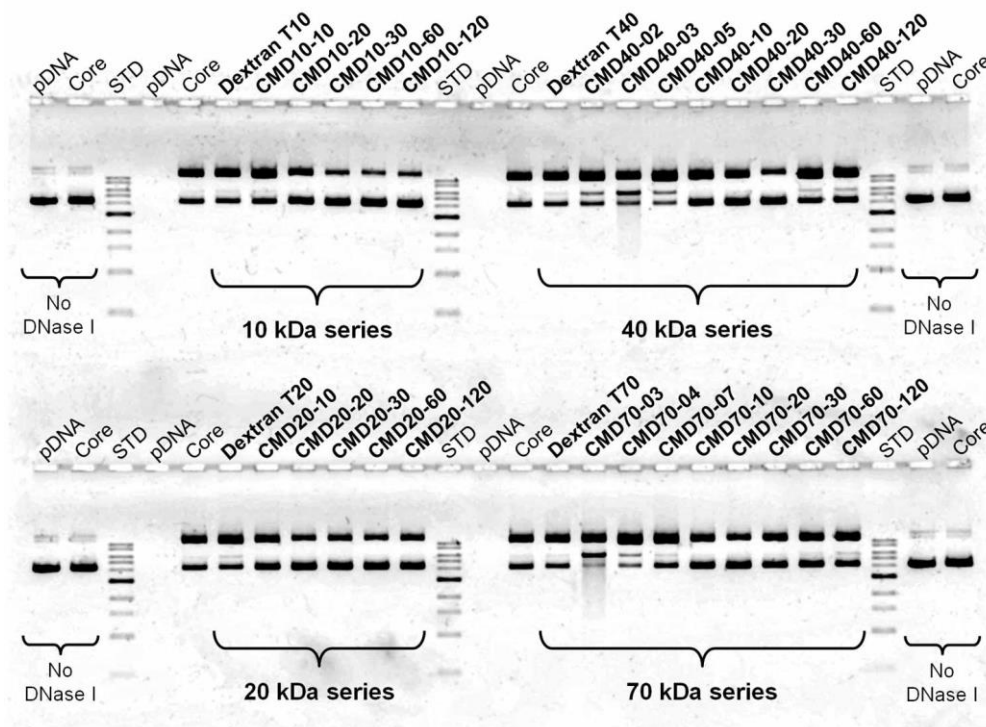 pDNA
Core
STD
pDNA
Core
Dextran T10
CMD10-10
CMD10-20
CMD10-30
CMD10-60
CMD10-120
STD
pDNA
Core
Dextran T40
CMD40-02
CMD40-03
CMD40-05
CMD40-10
CMD40-20
CMD40-30
CMD40-60
CMD40-120
STD
pDNA
Core
No
DNase I
10 kDa series
40 kDa series
No
DNase I
pDNA
Core
STD
pDNA
Core
Dextran T20
CMD20-10
CMD20-20
CMD20-30
CMD20-60
CMD20-120
STD
pDNA
Core
Dextran T70
CMD70-03
CMD70-04
CMD70-07
CMD70-10
CMD70-20
CMD70-30
CMD70-60
CMD70-120
STD
pDNA
Core
No
DNase I
20 kDa series
70 kDa series
No
DNase I